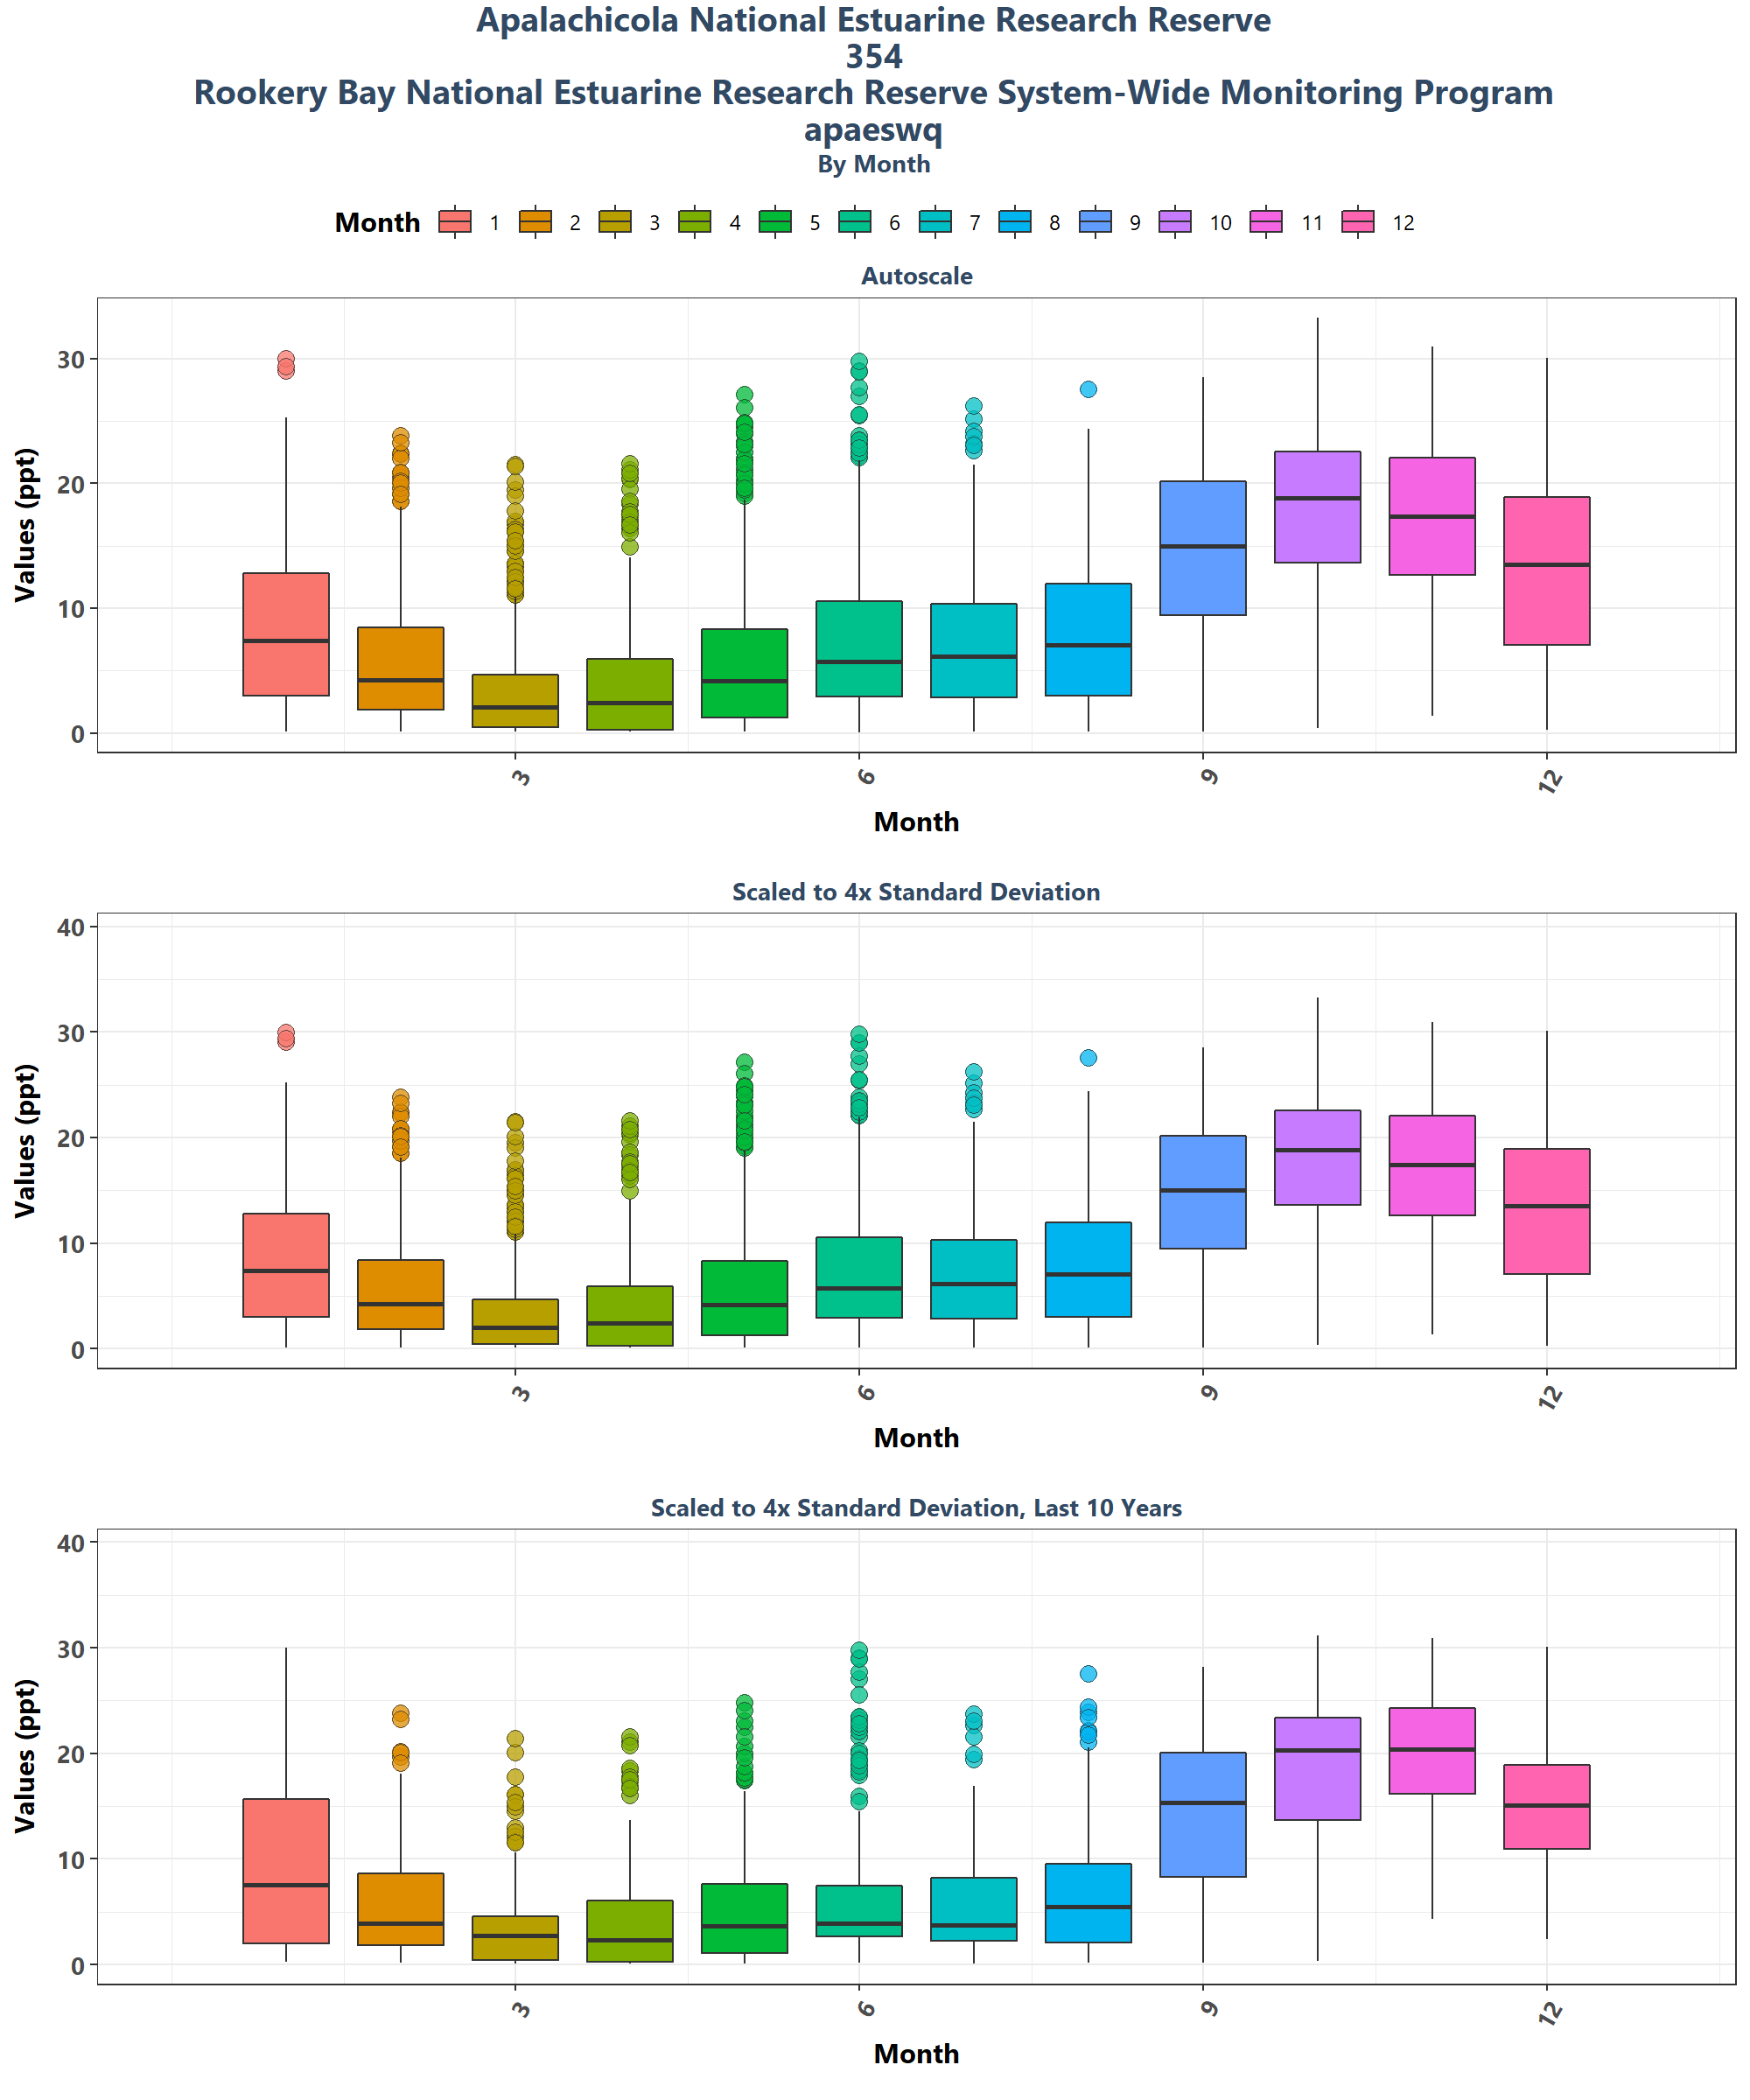 Apalachicola National Estuarine Research Reserve
354
Rookery Bay National Estuarine Research Reserve System-Wide Monitoring Program
apaeswq
By Month
Month 1 2 3 4 5 6 7 8 9 10 11 12
Autoscale
Values (ppt)
30
20
10
0
3 6 9 12
Month
Scaled to 4x Standard Deviation
Values (ppt)
40
30
20
10
0
3 6 9 12
Month
Scaled to 4x Standard Deviation, Last 10 Years
Values (ppt)
40
30
20
10
0
3 6 9 12
Month